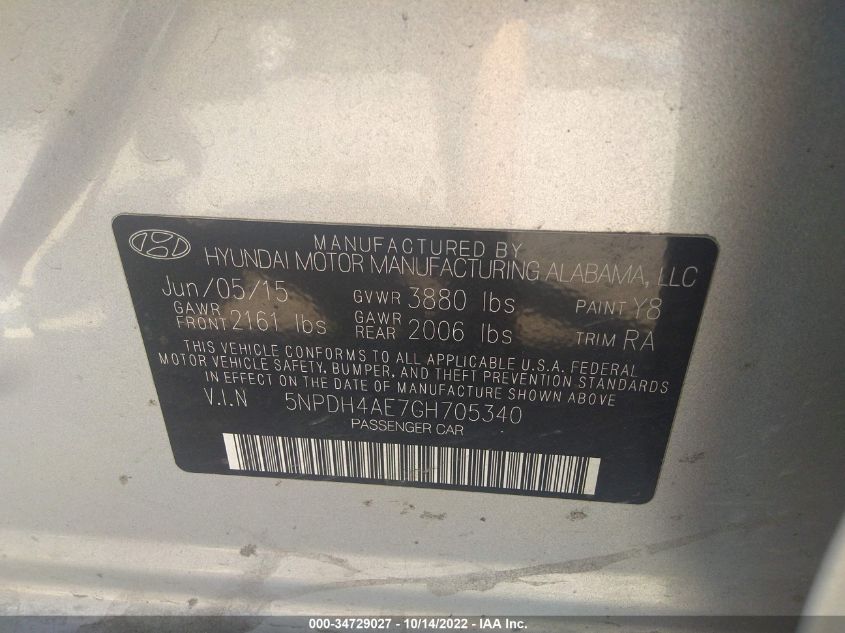 MANUFACTURED BY
HYUNDAI MOTOR MANUFACTURING ALABAMA, LLC
Jun/05/15 GVWR 3880 lbs PAINT Y8
GAWR FRONT 2161 lbs GAWR REAR 2006 lbs TRIM RA
THIS VEHICLE CONFORMS TO ALL APPLICABLE U.S.A. FEDERAL
MOTOR VEHICLE SAFETY, BUMPER, AND THEFT PREVENTION STANDARDS
IN EFFECT ON THE DATE OF MANUFACTURE SHOWN ABOVE
V.I.N 5NPDH4AE7GH705340
PASSENGER CAR
000-34729027 - 10/14/2022 - IAA Inc.